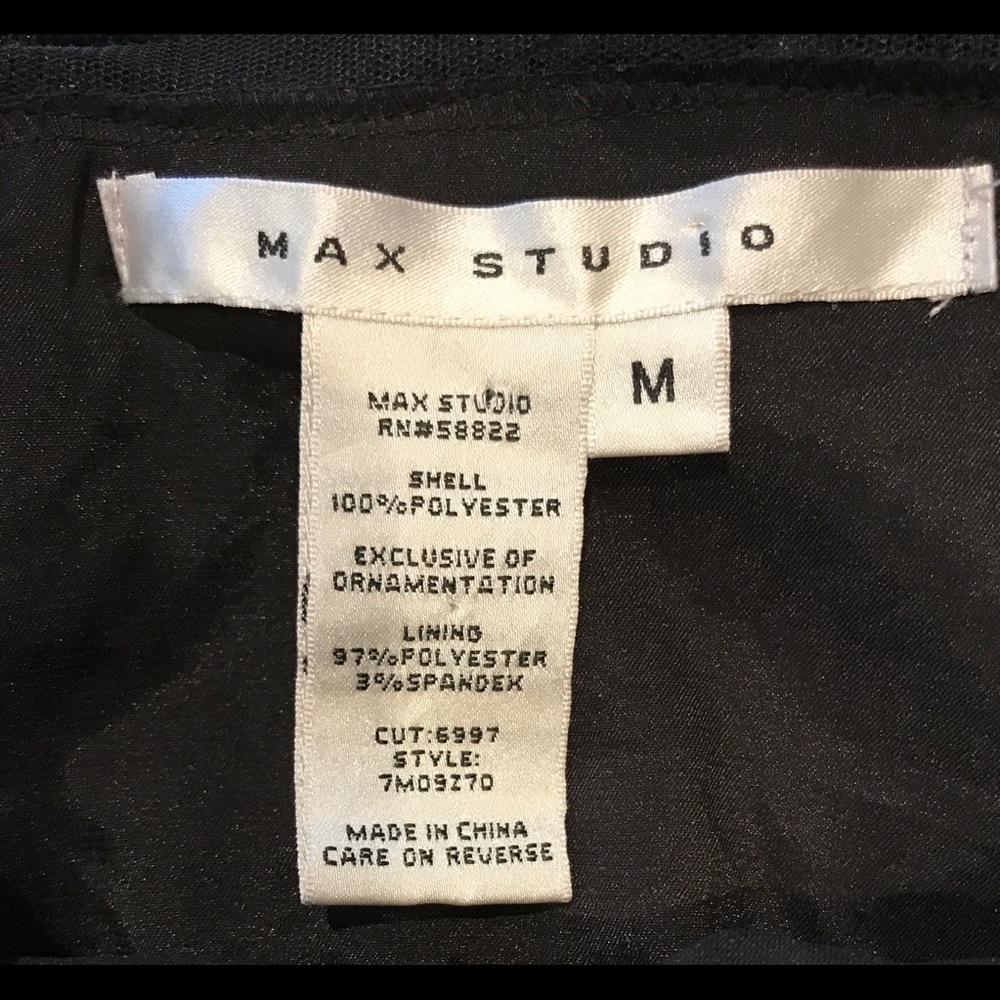 MAX STUDIO
M
MAX STUDIO
RN#58822
SHELL
100%POLYESTER
EXCLUSIVE OF
ORNAMENTATION
LINING
97%POLYESTER
3%SPANDEX
CUT:6997
STYLE:
7M09Z70
MADE IN CHINA
CARE ON REVERSE